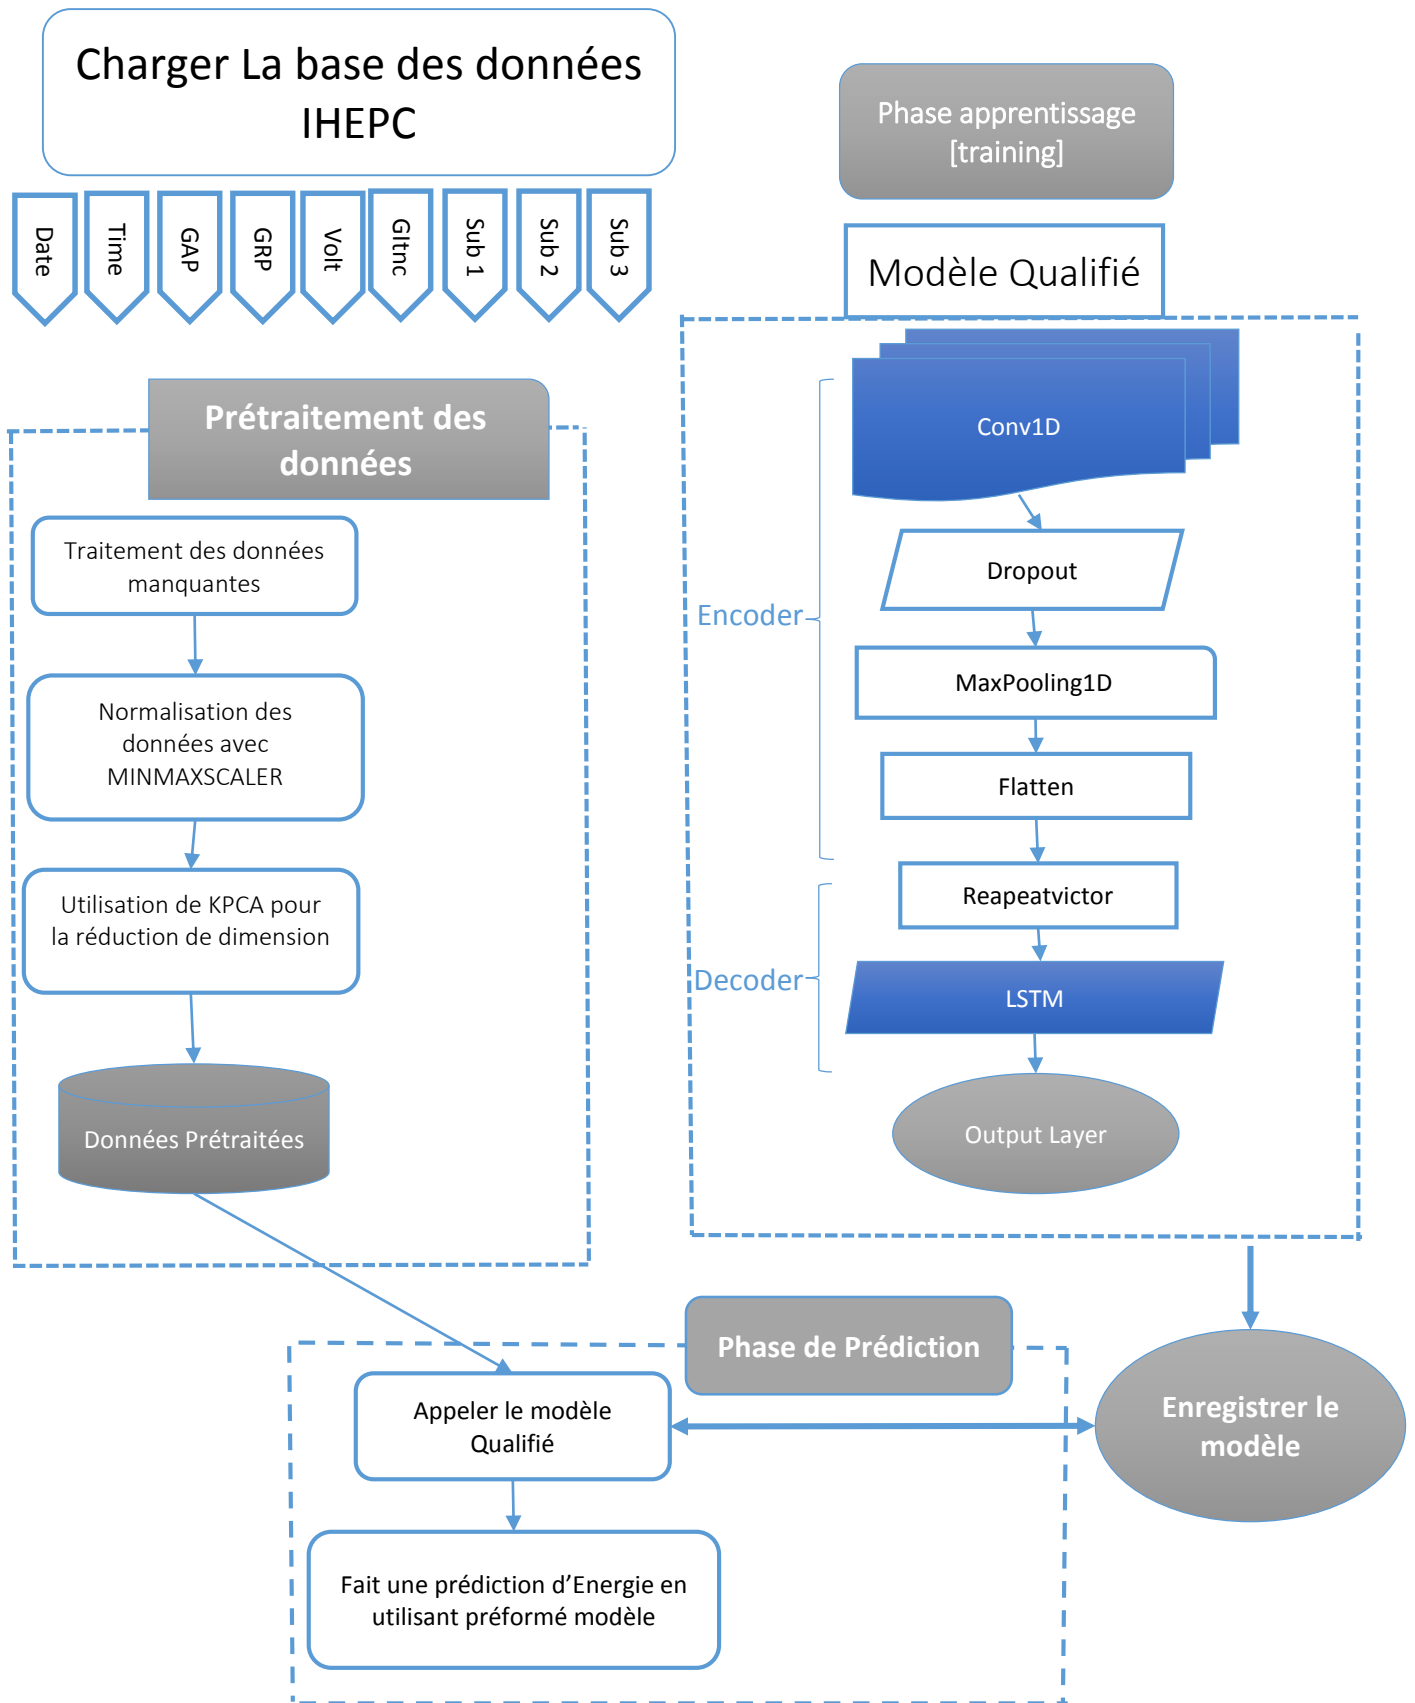 Charger La base des données
IHEPC
Date
Time
GAP
GRP
Volt
GItnc
Sub 1
Sub 2
Sub 3
Prétraitement des
données
Traitement des données
manquantes
Normalisation des
données avec
MINMAXSCALER
Utilisation de KPCA pour
la réduction de dimension
Données Prétraitées
Phase apprentissage
[training]
Modèle Qualifié
Conv1D
Dropout
Encoder
MaxPooling1D
Flatten
Reapeatvictor
Decoder
LSTM
Output Layer
Phase de Prédiction
Appeler le modèle
Qualifié
Enregistrer le
modèle
Fait une prédiction d’Energie en
utilisant préformé modèle